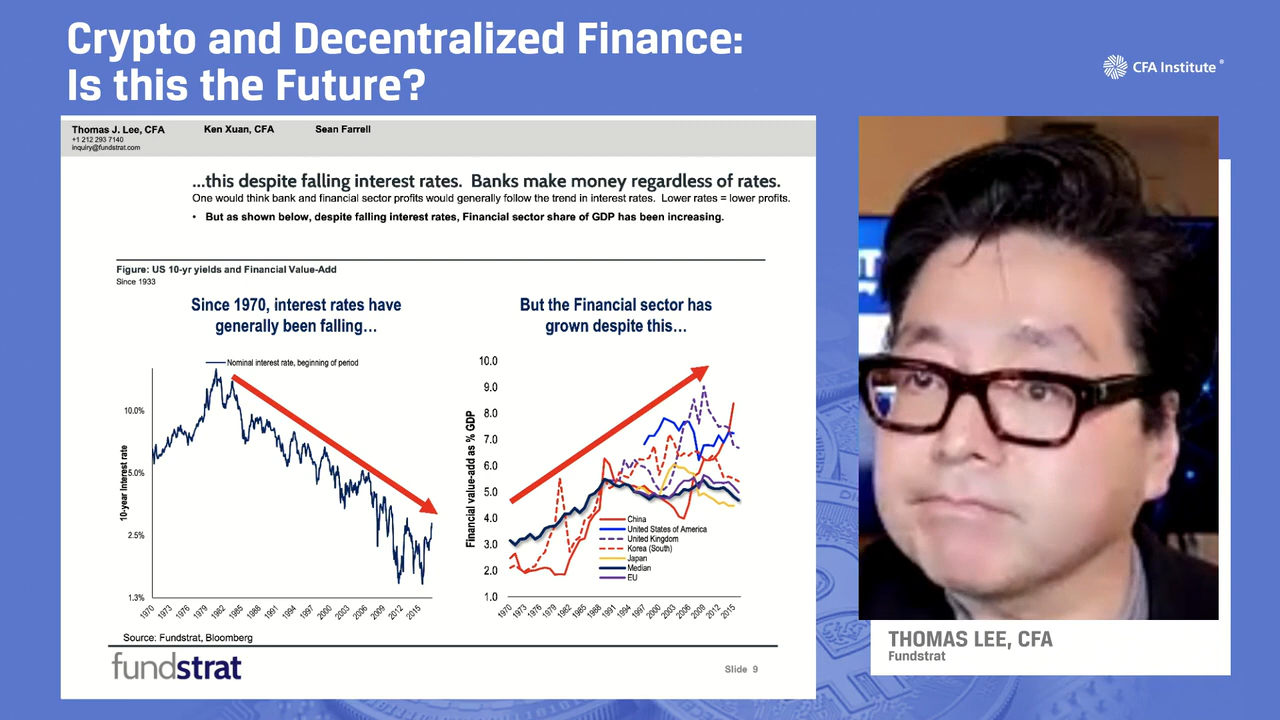 Crypto and Decentralized Finance:
Is this the Future?
CFA Institute®
Thomas J. Lee, CFA
+1 212 293 7140
inquiry@fundstrat.com
Ken Xuan, CFA
Sean Farrell
...this despite falling interest rates. Banks make money regardless of rates.
One would think bank and financial sector profits would generally follow the trend in interest rates. Lower rates = lower profits.
• But as shown below, despite falling interest rates, Financial sector share of GDP has been increasing.
Figure: US 10-yr yields and Financial Value-Add
Since 1933
Since 1970, interest rates have
generally been falling...
Nominal interest rate, beginning of period
10-year interest rate
10.0%
5.0%
2.5%
1.3%
1970 1973 1976 1979 1982 1985 1988 1991 1994 1997 2000 2003 2006 2009 2012 2015
But the Financial sector has
grown despite this...
Financial value-add as % GDP
10.0
9.0
8.0
7.0
6.0
5.0
4.0
3.0
2.0
1.0
China
United States of America
United Kingdom
Korea (South)
Japan
Median
EU
1970 1973 1976 1979 1982 1985 1988 1991 1994 1997 2000 2003 2006 2009 2012 2015
Source: Fundstrat, Bloomberg
fundstrat
Slide 9
THOMAS LEE, CFA
Fundstrat